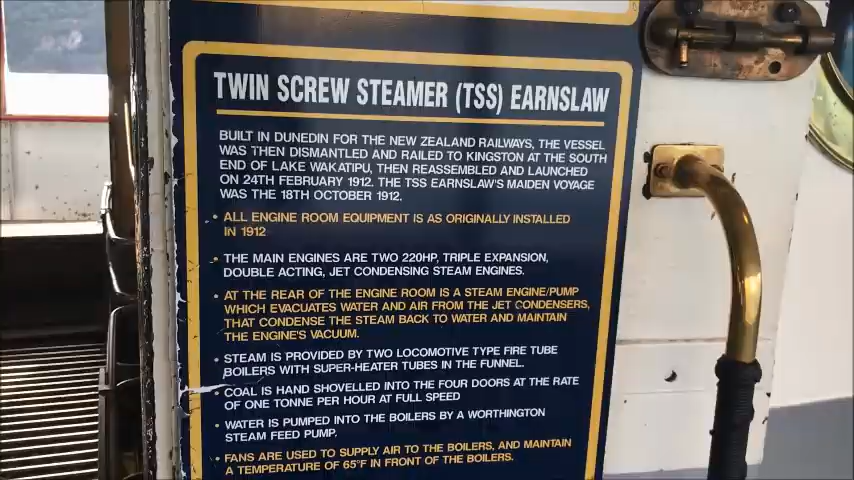 TWIN SCREW STEAMER (TSS) EARNSLAW
BUILT IN DUNEDIN FOR THE NEW ZEALAND RAILWAYS, THE VESSEL
WAS THEN DISMANTLED AND RAILED TO KINGSTON AT THE SOUTH
END OF LAKE WAKATIPU, THEN REASSEMBLED AND LAUNCHED
ON 24TH FEBRUARY 1912. THE TSS EARNSLAW'S MAIDEN VOYAGE
WAS THE 18TH OCTOBER 1912.
• ALL ENGINE ROOM EQUIPMENT IS AS ORIGINALLY INSTALLED
IN 1912
• THE MAIN ENGINES ARE TWO 220HP, TRIPLE EXPANSION,
DOUBLE ACTING, JET CONDENSING STEAM ENGINES.
• AT THE REAR OF THE ENGINE ROOM IS A STEAM ENGINE/PUMP
WHICH EVACUATES WATER AND AIR FROM THE JET CONDENSERS,
THAT CONDENSE THE STEAM BACK TO WATER AND MAINTAIN
THE ENGINE'S VACUUM.
• STEAM IS PROVIDED BY TWO LOCOMOTIVE TYPE FIRE TUBE
BOILERS WITH SUPER-HEATER TUBES IN THE FUNNEL.
• COAL IS HAND SHOVELLED INTO THE FOUR DOORS AT THE RATE
OF ONE TONNE PER HOUR AT FULL SPEED
• WATER IS PUMPED INTO THE BOILERS BY A WORTHINGTON
STEAM FEED PUMP.
• FANS ARE USED TO SUPPLY AIR TO THE BOILERS, AND MAINTAIN
A TEMPERATURE OF 65°F IN FRONT OF THE BOILERS.